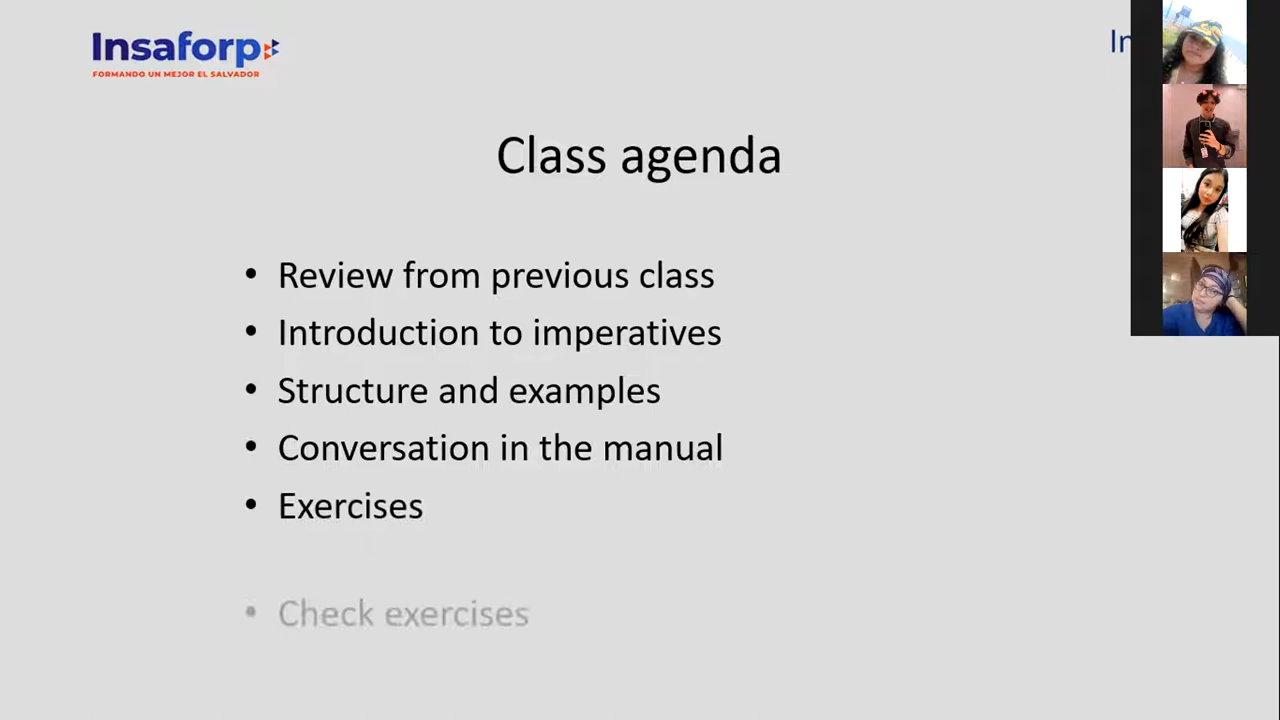 Insaforp
FORMANDO UN MEJOR EL SALVADOR
In
Class agenda
• Review from previous class
• Introduction to imperatives
• Structure and examples
• Conversation in the manual
• Exercises
• Check exercises